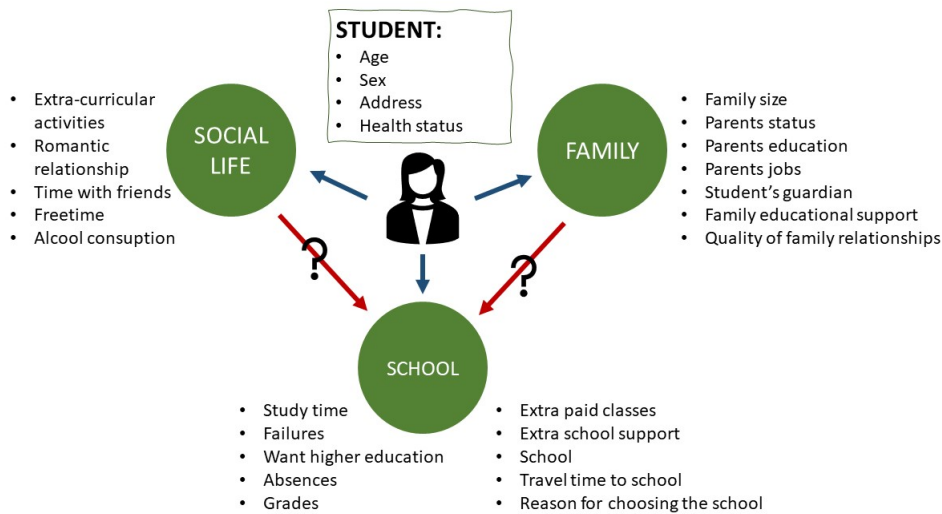 STUDENT:
• Age
• Sex
• Address
• Health status
SOCIAL
LIFE
• Extra-curricular
activities
• Romantic
relationship
• Time with friends
• Freetime
• Alcool consuption
FAMILY
• Family size
• Parents status
• Parents education
• Parents jobs
• Student's guardian
• Family educational support
• Quality of family relationships
?
?
SCHOOL
• Study time
• Failures
• Want higher education
• Absences
• Grades
• Extra paid classes
• Extra school support
• School
• Travel time to school
• Reason for choosing the school